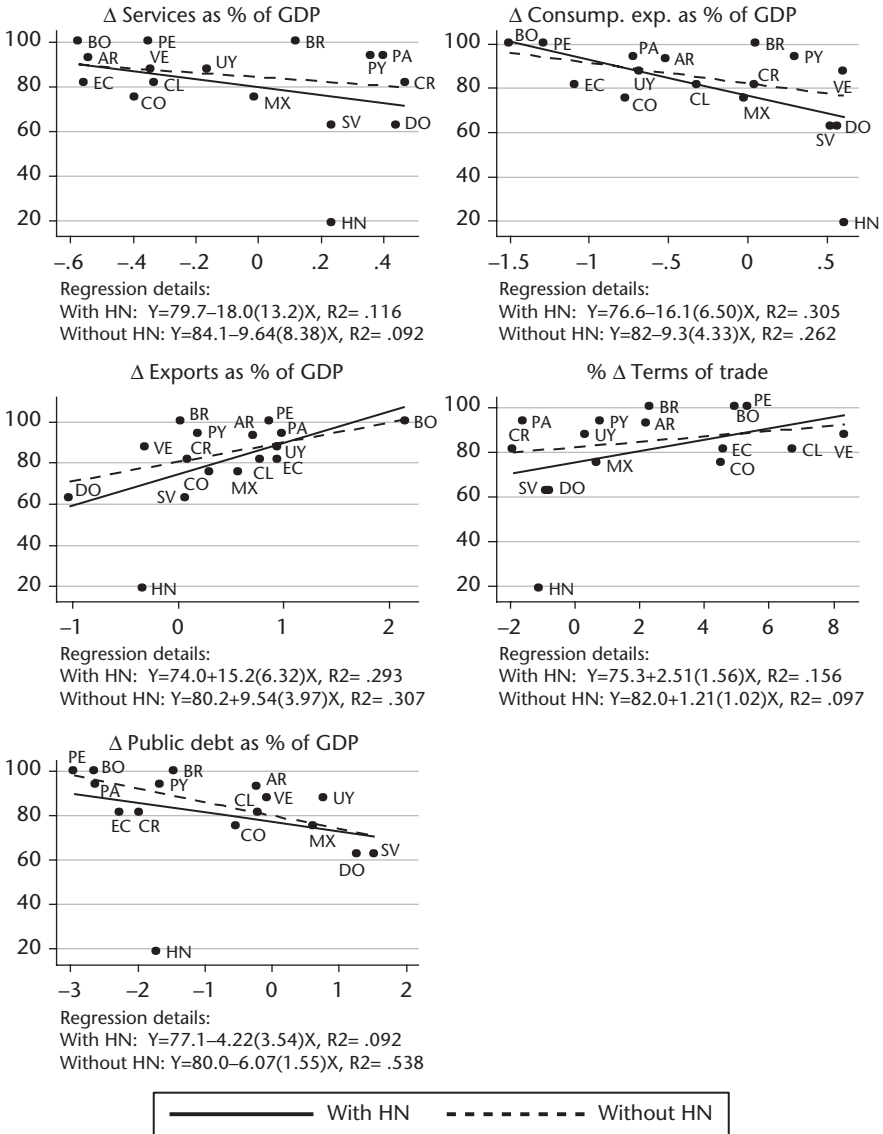 Δ Services as % of GDP
100
80
60
40
20
BO
PE
BR
AR
VE
UY
PA
PY
EC
CL
CR
CO
MX
SV
DO
HN
–.6 –.4 –.2 0 .2 .4
Regression details:
With HN: Y=79.7–18.0(13.2)X, R2= .116
Without HN: Y=84.1–9.64(8.38)X, R2= .092
Δ Consump. exp. as % of GDP
100
80
60
40
20
BO
PE
PA
AR
BR
PY
EC
UY
CR
VE
CO
CL
MX
SV
DO
HN
–1.5 –1 –.5 0 .5
Regression details:
With HN: Y=76.6–16.1(6.50)X, R2= .305
Without HN: Y=82–9.3(4.33)X, R2= .262
Δ Exports as % of GDP
100
80
60
40
20
BR
PE
BO
PY
AR
PA
VE
CR
UY
CO
MX
CL
EC
DO
SV
HN
–1 0 1 2
Regression details:
With HN: Y=74.0+15.2(6.32)X, R2= .293
Without HN: Y=80.2+9.54(3.97)X, R2= .307
% Δ Terms of trade
100
80
60
40
20
PA
PY
BR
PE
BO
CR
UY
AR
EC
CL
VE
MX
CO
SV
DO
HN
–2 0 2 4 6 8
Regression details:
With HN: Y=75.3+2.51(1.56)X, R2= .156
Without HN: Y=82.0+1.21(1.02)X, R2= .097
Δ Public debt as % of GDP
100
80
60
40
20
PE
BO
BR
PA
PY
AR
CL
VE
UY
EC
CR
CO
MX
DO
SV
HN
–3 –2 –1 0 1 2
Regression details:
With HN: Y=77.1–4.22(3.54)X, R2= .092
Without HN: Y=80.0–6.07(1.55)X, R2= .538
With HN Without HN